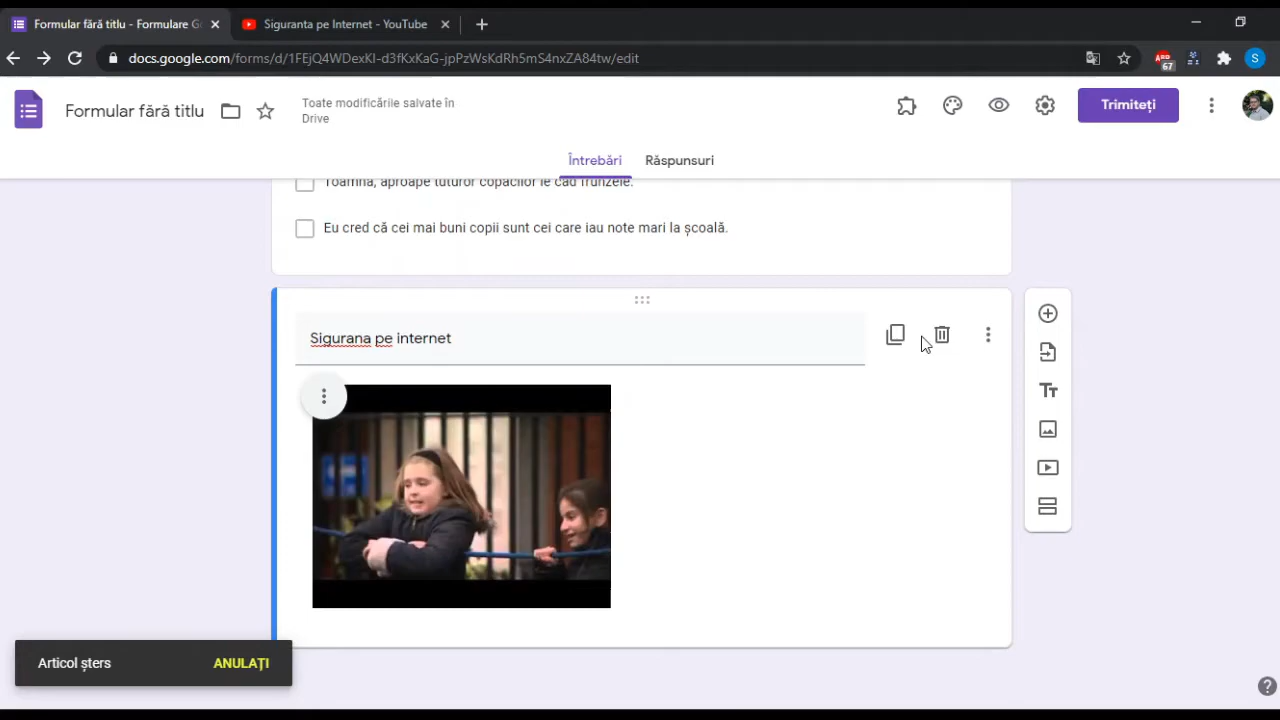 Formular fără titlu - Formulare G
Siguranta pe Internet - YouTube
docs.google.com/forms/d/1FEjQ4WDexKI-d3fKxKaG-jpPzWsKdRh5mS4nxZA84tw/edit
67
S
Formular fără titlu
Toate modificările salvate în
Drive
Trimiteți
Întrebări
Răspunsuri
Toamna, aproape tuturor copacilor le cad frunzele.
Eu cred că cei mai buni copii sunt cei care iau note mari la școală.
Sigurana pe internet
Articol șters
ANULAȚI